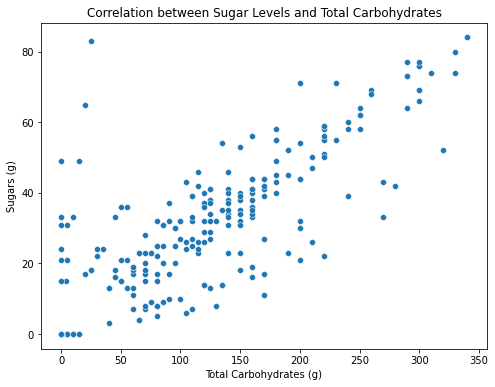 Correlation between Sugar Levels and Total Carbohydrates
80
60
40
20
0
Sugars (g)
0 50 100 150 200 250 300 350
Total Carbohydrates (g)